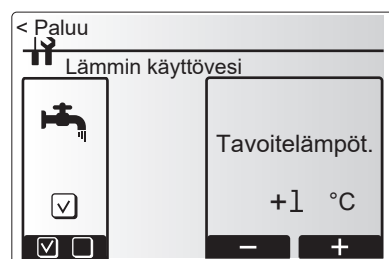 < Paluu
Lämmin käyttövesi
Tavoitelämpöt.
+1 °C
− +